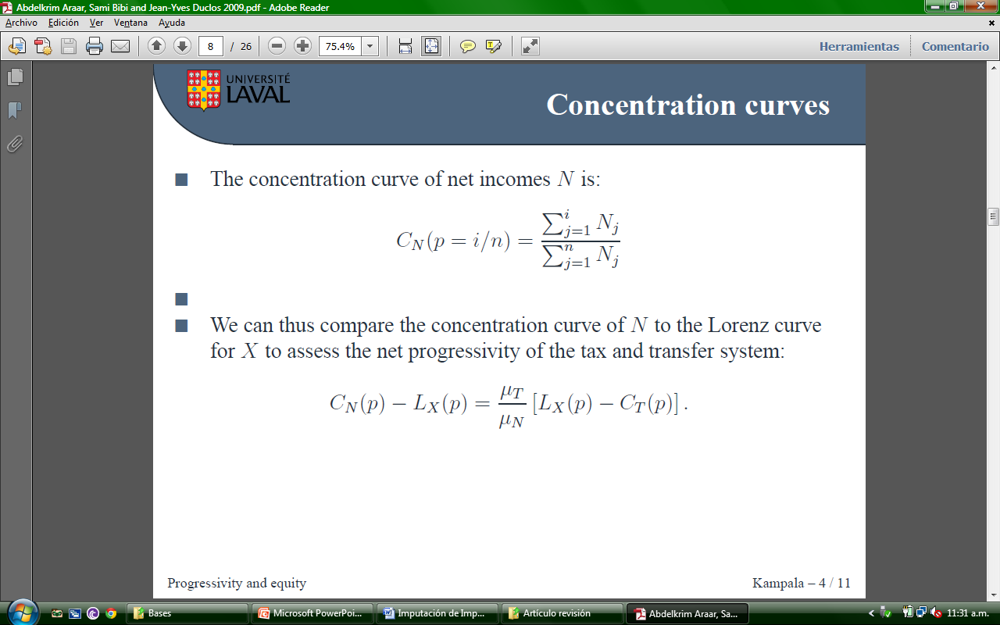 Abdelkrim Araar, Sami Bibi and Jean-Yves Duclos 2009.pdf - Adobe Reader
Archivo Edición Ver Ventana Ayuda
8 / 26 75.4% Herramientas Comentario
UNIVERSITÉ
LAVAL
Concentration curves
The concentration curve of net incomes N is:
C_N(p = i/n) = \frac{\sum_{j=1}^{i} N_j}{\sum_{j=1}^{n} N_j}
We can thus compare the concentration curve of N to the Lorenz curve
for X to assess the net progressivity of the tax and transfer system:
C_N(p) − L_X(p) = \frac{μ_T}{μ_N} [L_X(p) − C_T(p)] .
Progressivity and equity Kampala – 4 / 11
Bases Microsoft PowerPoi... Imputación de Imp... Artículo revisión Abdelkrim Araar, Sa... 11:31 a.m.